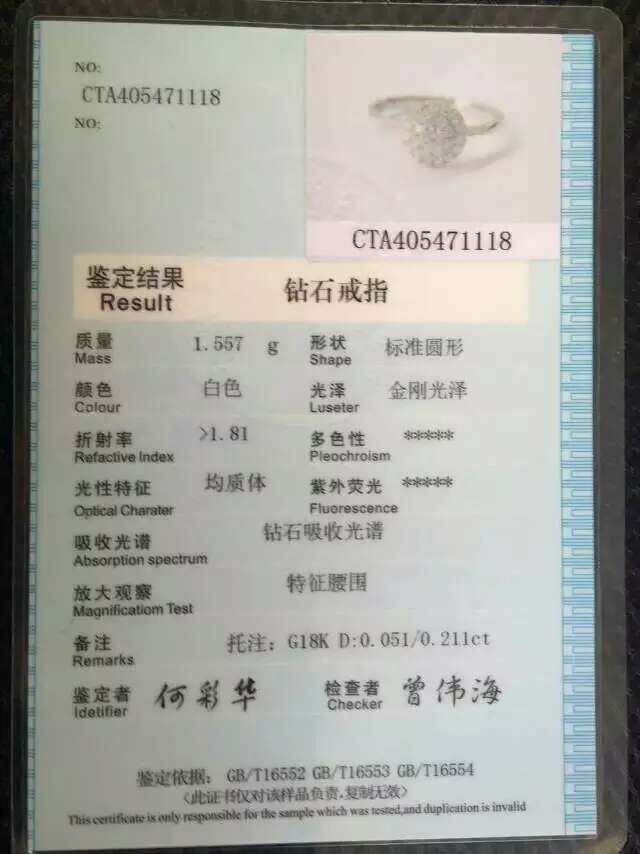 NO:
CTA405471118
NO:
CTA405471118
鉴定结果
Result
钻石戒指
质量 1.557 g 形状 标准圆形
Mass Shape
颜色 白色 光泽 金刚光泽
Colour Luseter
折射率 >1.81 多色性 *****
Refactive Index Pleochroism
光性特征 均质体 紫外荧光 *****
Optical Charater Fluorescence
吸收光谱 钻石吸收光谱
Absorption spectrum
放大观察 特征腰围
Magnificatiom Test
备注 托注: G18K D:0.051/0.211ct
Remarks
鉴定者 何彩华 检查者 曾伟海
Idetifier Checker
鉴定依据: GB/T16552 GB/T16553 GB/T16554
〈此证书仅对该样品负责,复制无效〉
This certificate is only responsible for the sample which was tested,and duplication is invalid